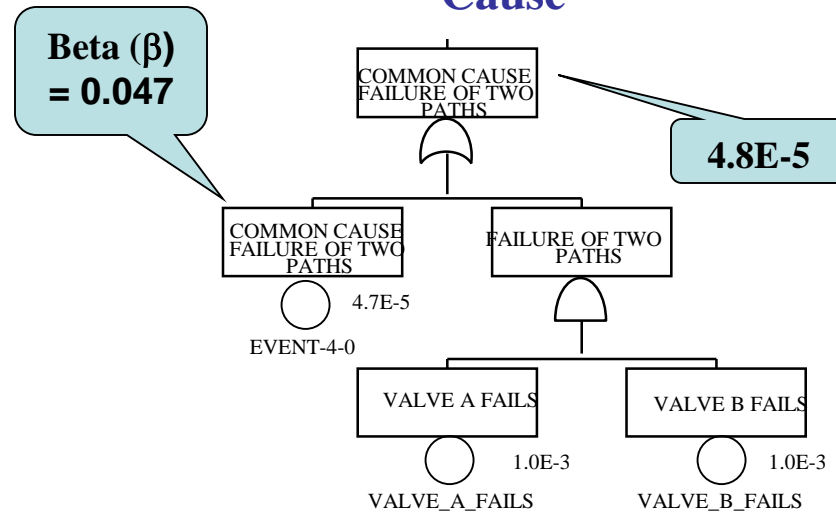 Cause
Beta (β)
= 0.047
COMMON CAUSE
FAILURE OF TWO
PATHS
4.8E-5
COMMON CAUSE
FAILURE OF TWO
PATHS
FAILURE OF TWO
PATHS
4.7E-5
EVENT-4-0
VALVE A FAILS
VALVE B FAILS
1.0E-3
1.0E-3
VALVE_A_FAILS
VALVE_B_FAILS